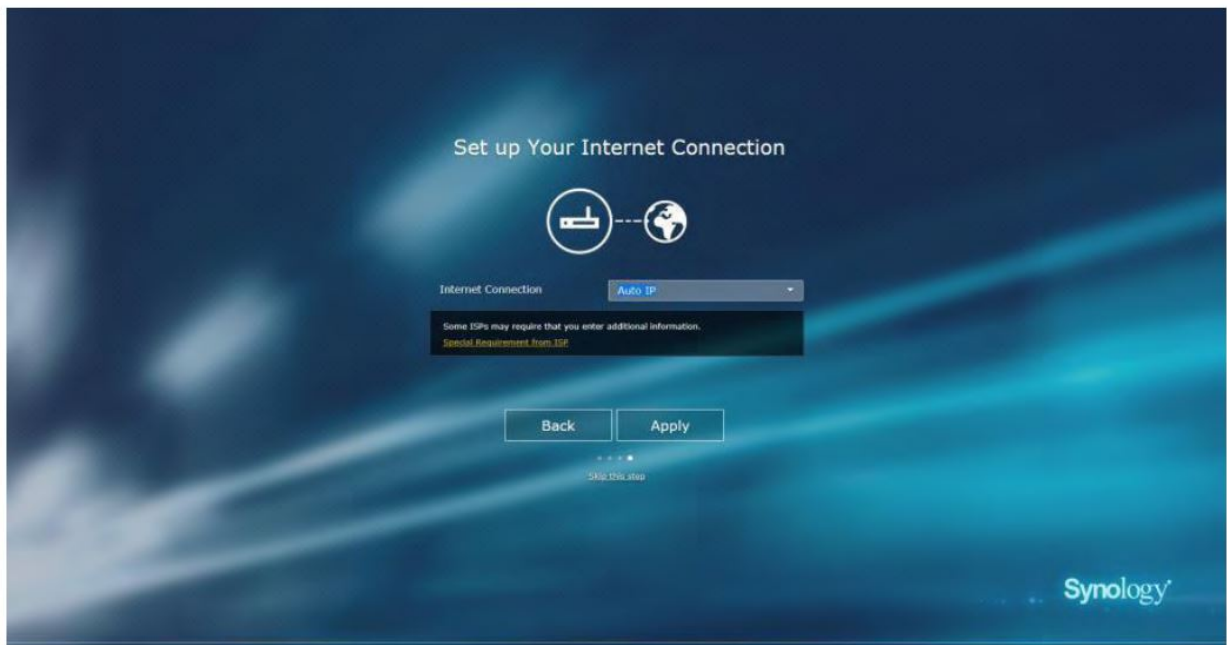 Set up Your Internet Connection
Internet Connection
Auto IP
Some ISPs may require that you enter additional information.
Special Requirement from ISP
Back
Apply
Skip this step
Synology